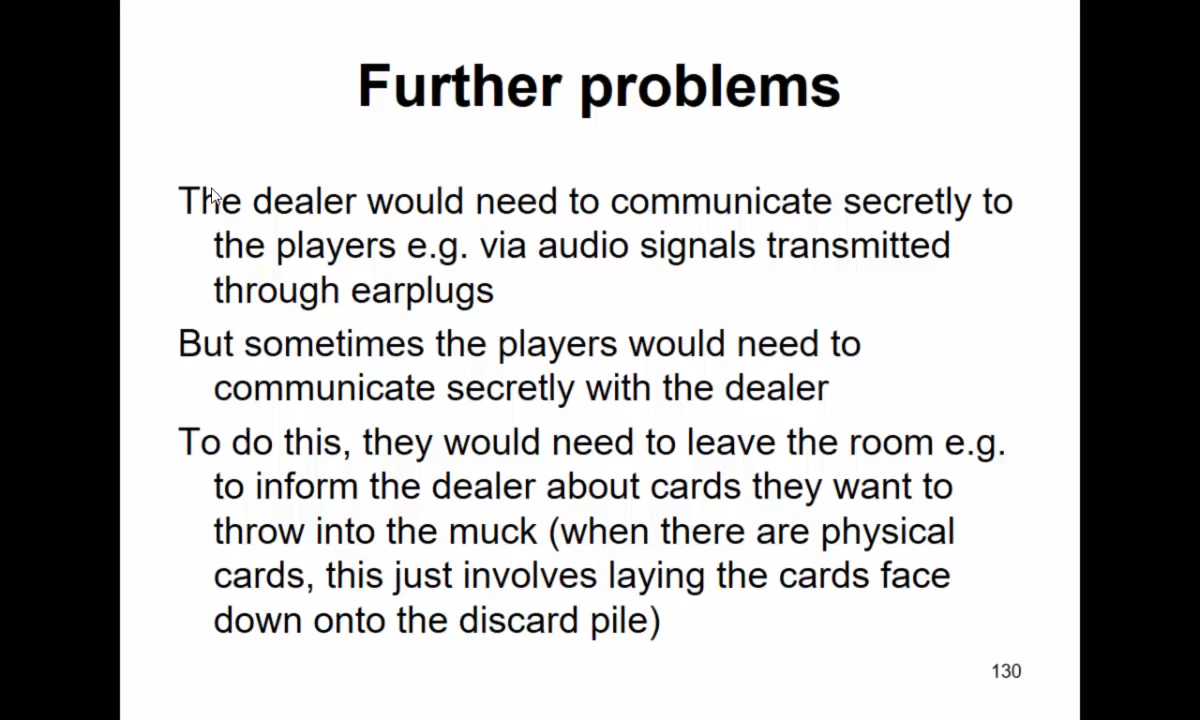 Further problems
The dealer would need to communicate secretly to
the players e.g. via audio signals transmitted
through earplugs
But sometimes the players would need to
communicate secretly with the dealer
To do this, they would need to leave the room e.g.
to inform the dealer about cards they want to
throw into the muck (when there are physical
cards, this just involves laying the cards face
down onto the discard pile)
130